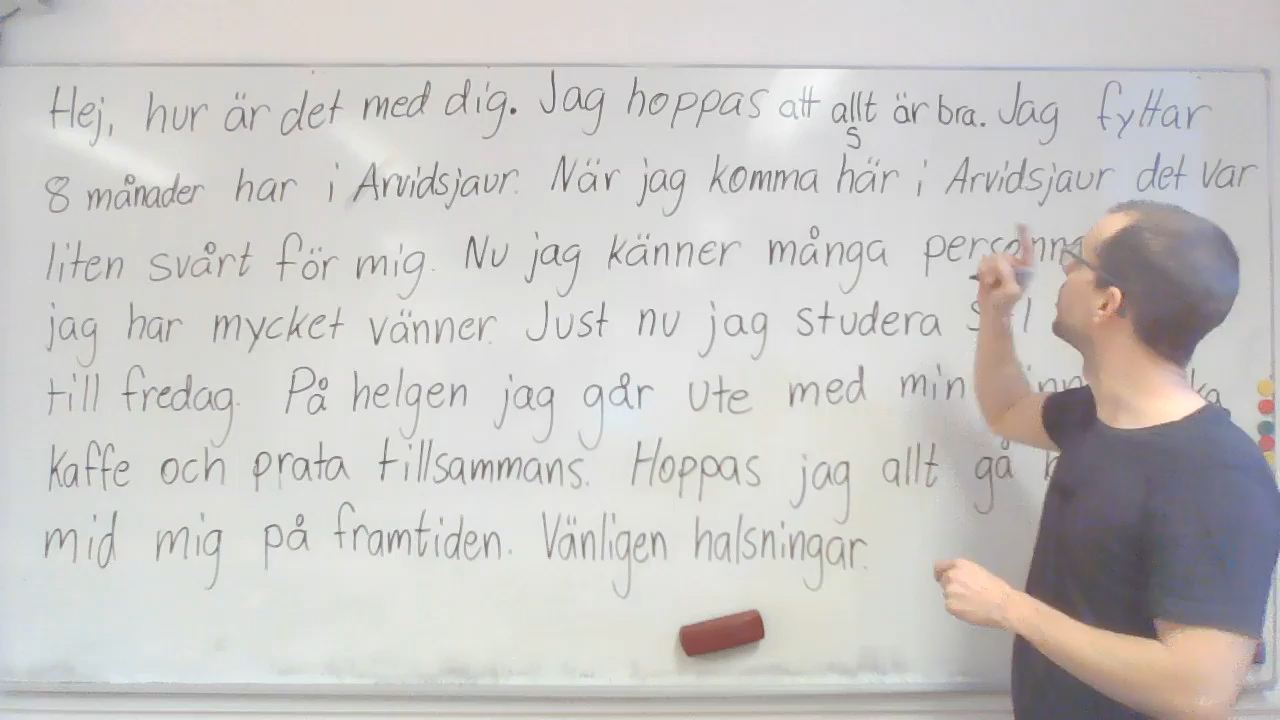 Hej, hur är det med dig. Jag hoppas att allt är bra. Jag fyttar
s
8 månader har i Arvidsjaur. När jag komma här i Arvidsjaur det var
liten svårt för mig. Nu jag känner många
jag har mycket vänner. Just nu jag studera
till fredag. På helgen jag går ute med min
kaffe och prata tillsammans. Hoppas jag allt gå
mid mig på framtiden. Vänligen halsningar.